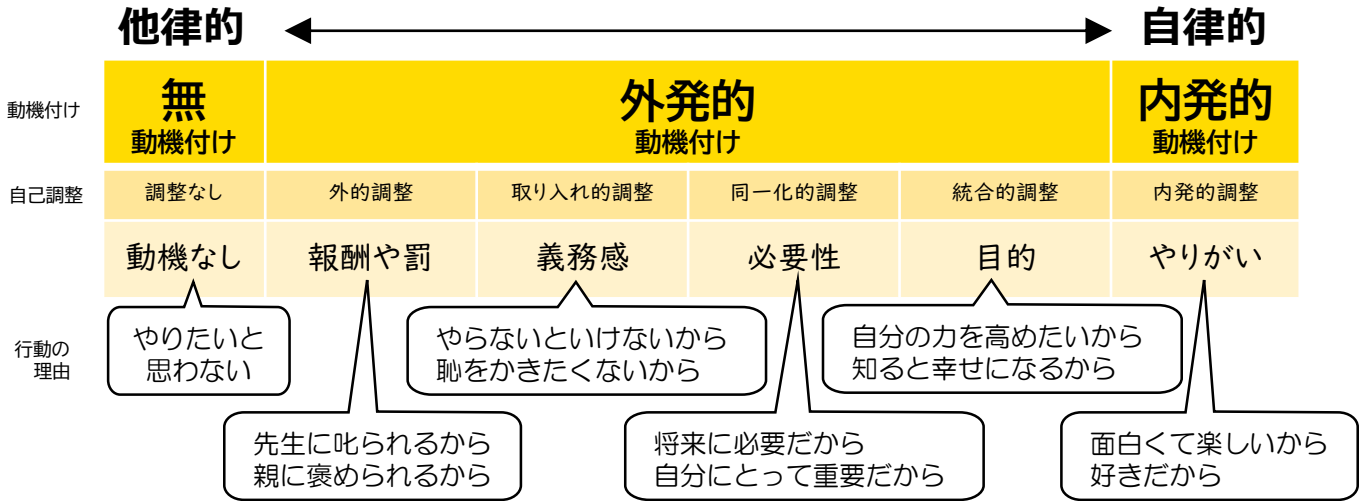 他律的
自律的
動機付け
無
動機付け
外発的
動機付け
内発的
動機付け
自己調整
調整なし
外的調整
取り入れ的調整
同一化的調整
統合的調整
内発的調整
動機なし
報酬や罰
義務感
必要性
目的
やりがい
行動の
理由
やりたいと
思わない
先生に叱られるから
親に褒められるから
やらないといけないから
恥をかきたくないから
将来に必要だから
自分にとって重要だから
自分の力を高めたいから
知ると幸せになるから
面白くて楽しいから
好きだから